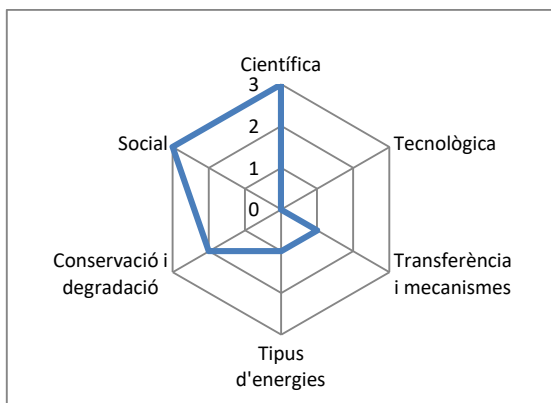 Científica
3
2
1
0
Tecnològica
Transferència
i mecanismes
Tipus
d'energies
Conservació i
degradació
Social